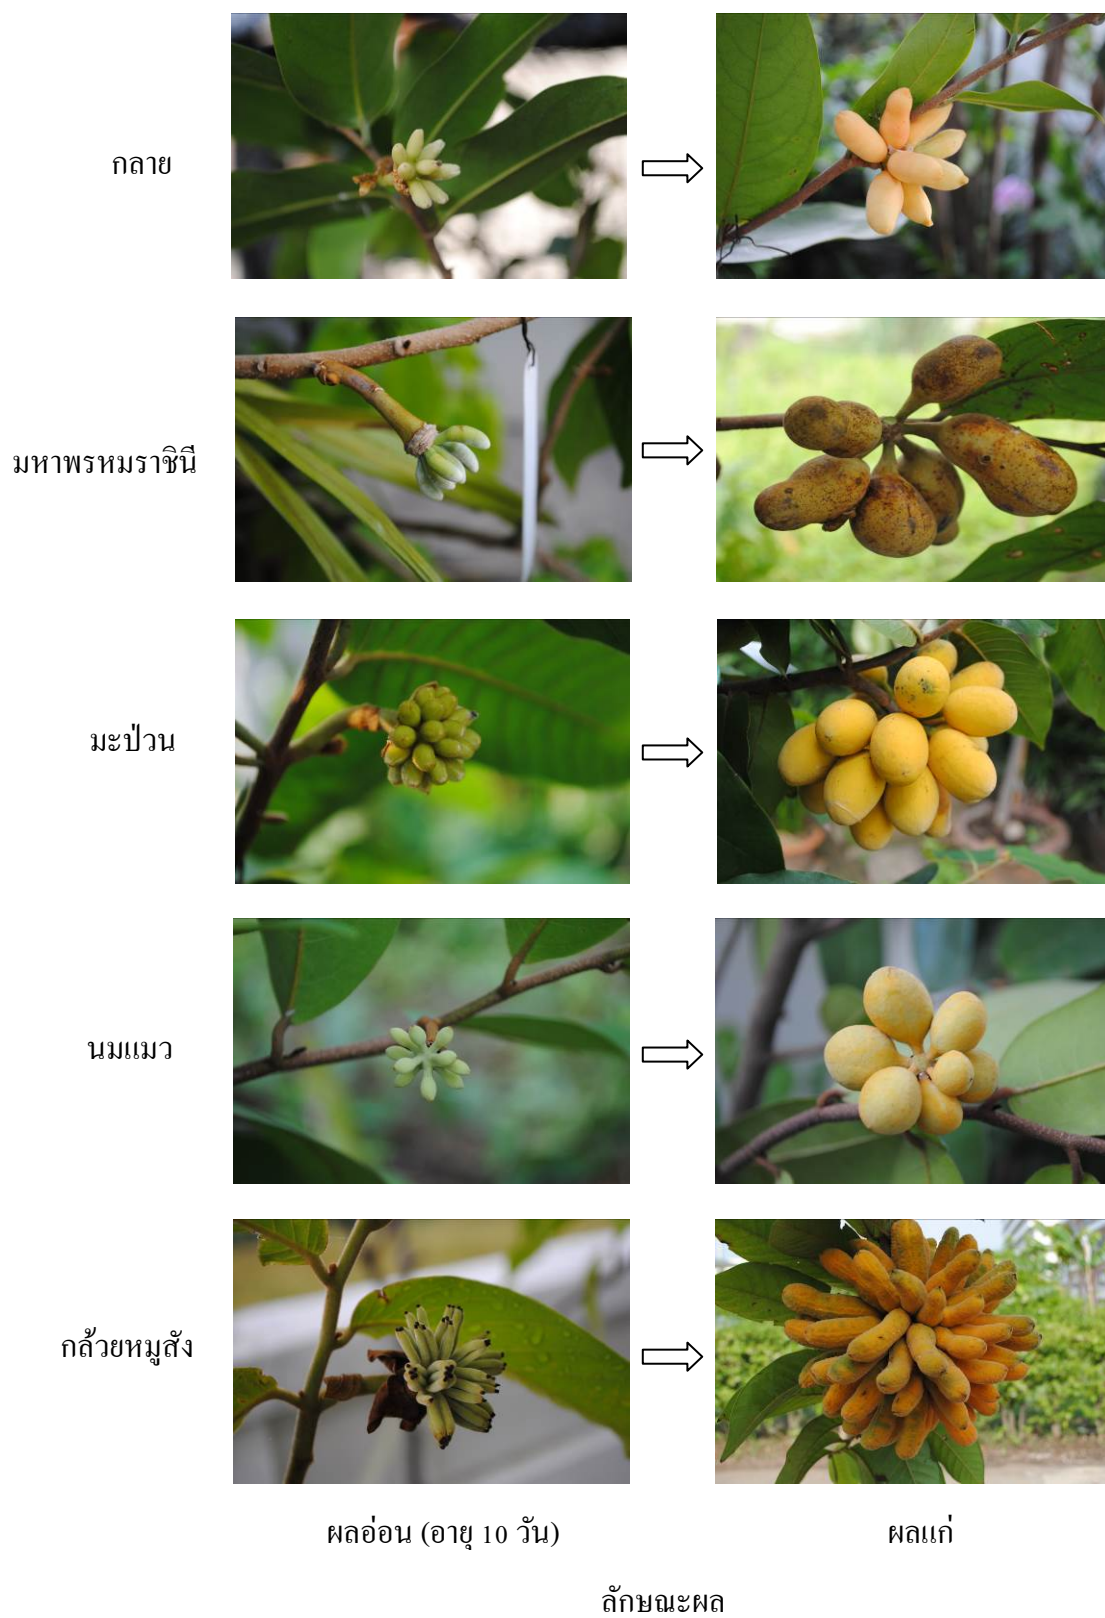 กลาย
มหาพรหมราชินี
มะป่วน
นมแมว
กล้วยหมูสัง
ผลอ่อน (อายุ 10 วัน)
ผลแก่
ลักษณะผล